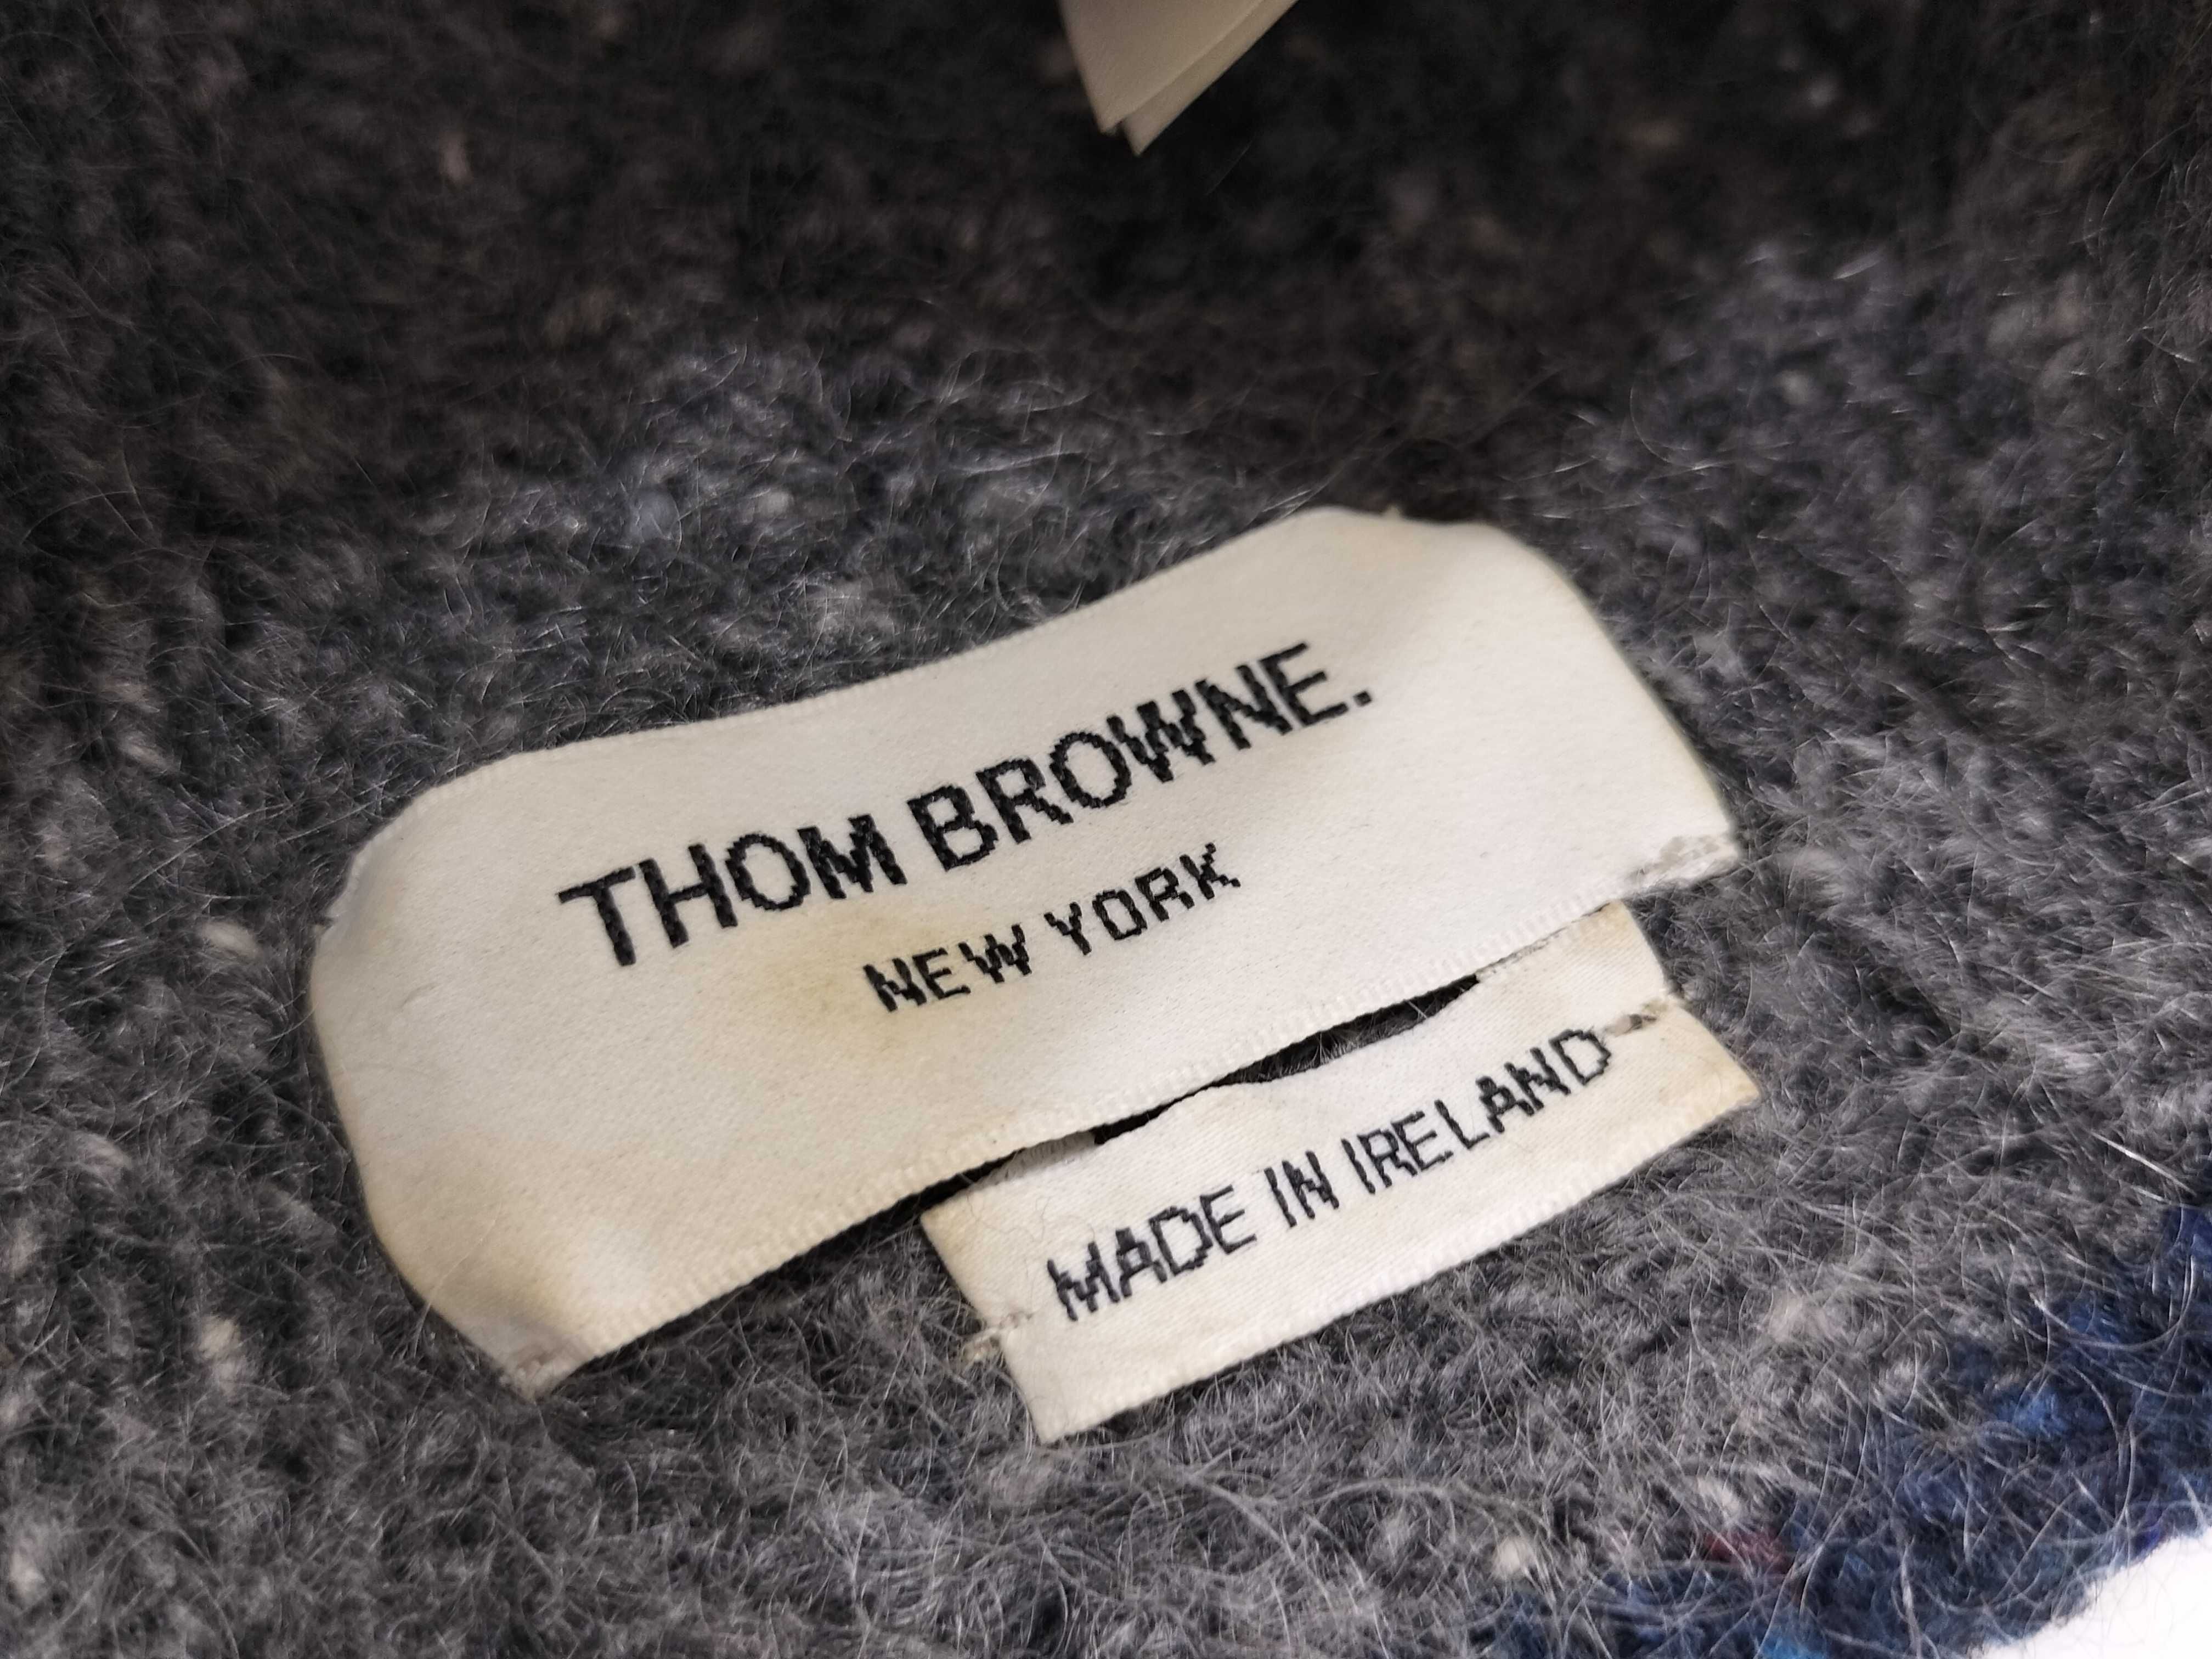 THOM BROWNE.
NEW YORK
MADE IN IRELAND